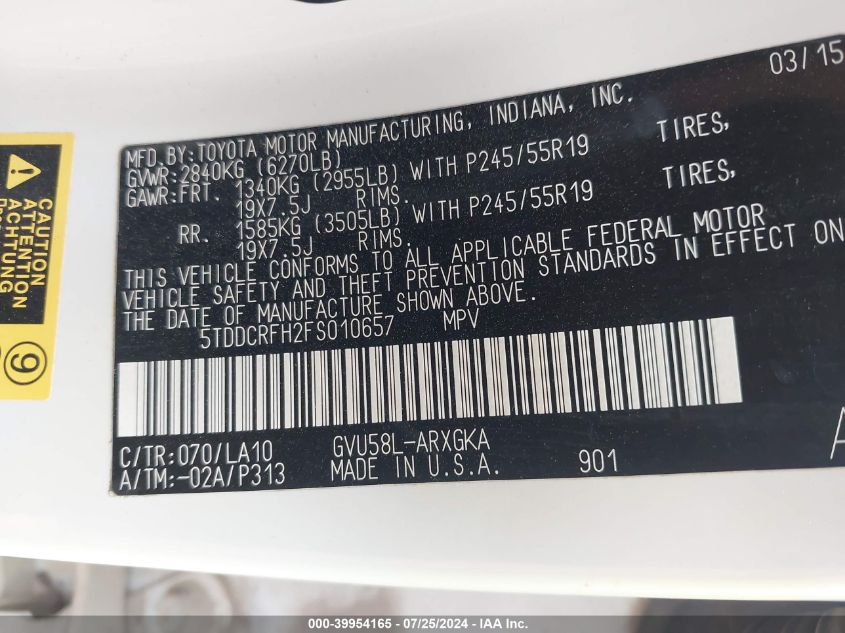 03/15
MFD.BY:TOYOTA MOTOR MANUFACTURING, INDIANA, INC.
GVWR:2840KG (6270LB)
GAWR:FRT. 1340KG (2955LB) WITH P245/55R19 TIRES,
19X7.5J RIMS.
RR. 1585KG (3505LB) WITH P245/55R19 TIRES,
19X7.5J RIMS.
THIS VEHICLE CONFORMS TO ALL APPLICABLE FEDERAL MOTOR
VEHICLE SAFETY AND THEFT PREVENTION STANDARDS IN EFFECT ON
THE DATE OF MANUFACTURE SHOWN ABOVE.
5TDDCRFH2FS010657 MPV
C/TR:070/LA10 GVU58L-ARXGKA
A/TM:-02A/P313 MADE IN U.S.A. 901
A
CAUTION
ATTENTION
ACHTUNG
9
000-39954165 / 07/25/2024 - IAA Inc.